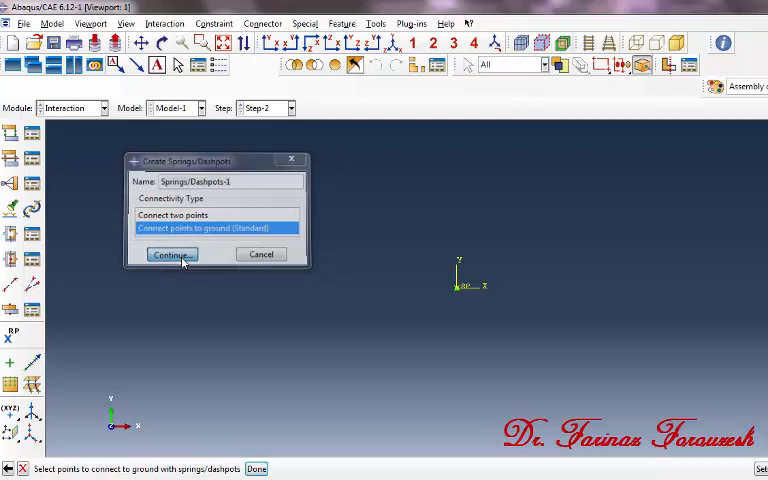 Abaqus/CAE 6.12-1 [Viewport: 1]
File Model Viewport View Interaction Constraint Connector Special Feature Tools Plug-ins Help
1 2 3
All
Assembly
Module: Interaction Model: Model-1 Step: Step-2
Create Springs/Dashpots
Name: Springs/Dashpots-1
Connectivity Type
Connect two points
Connect points to ground (Standard)
Continue... Cancel
Y
RP X
RP
(XYZ)
Y
Z X
Dr. Farinaz Forouzesh
Select points to connect to ground with springs/dashpots Done